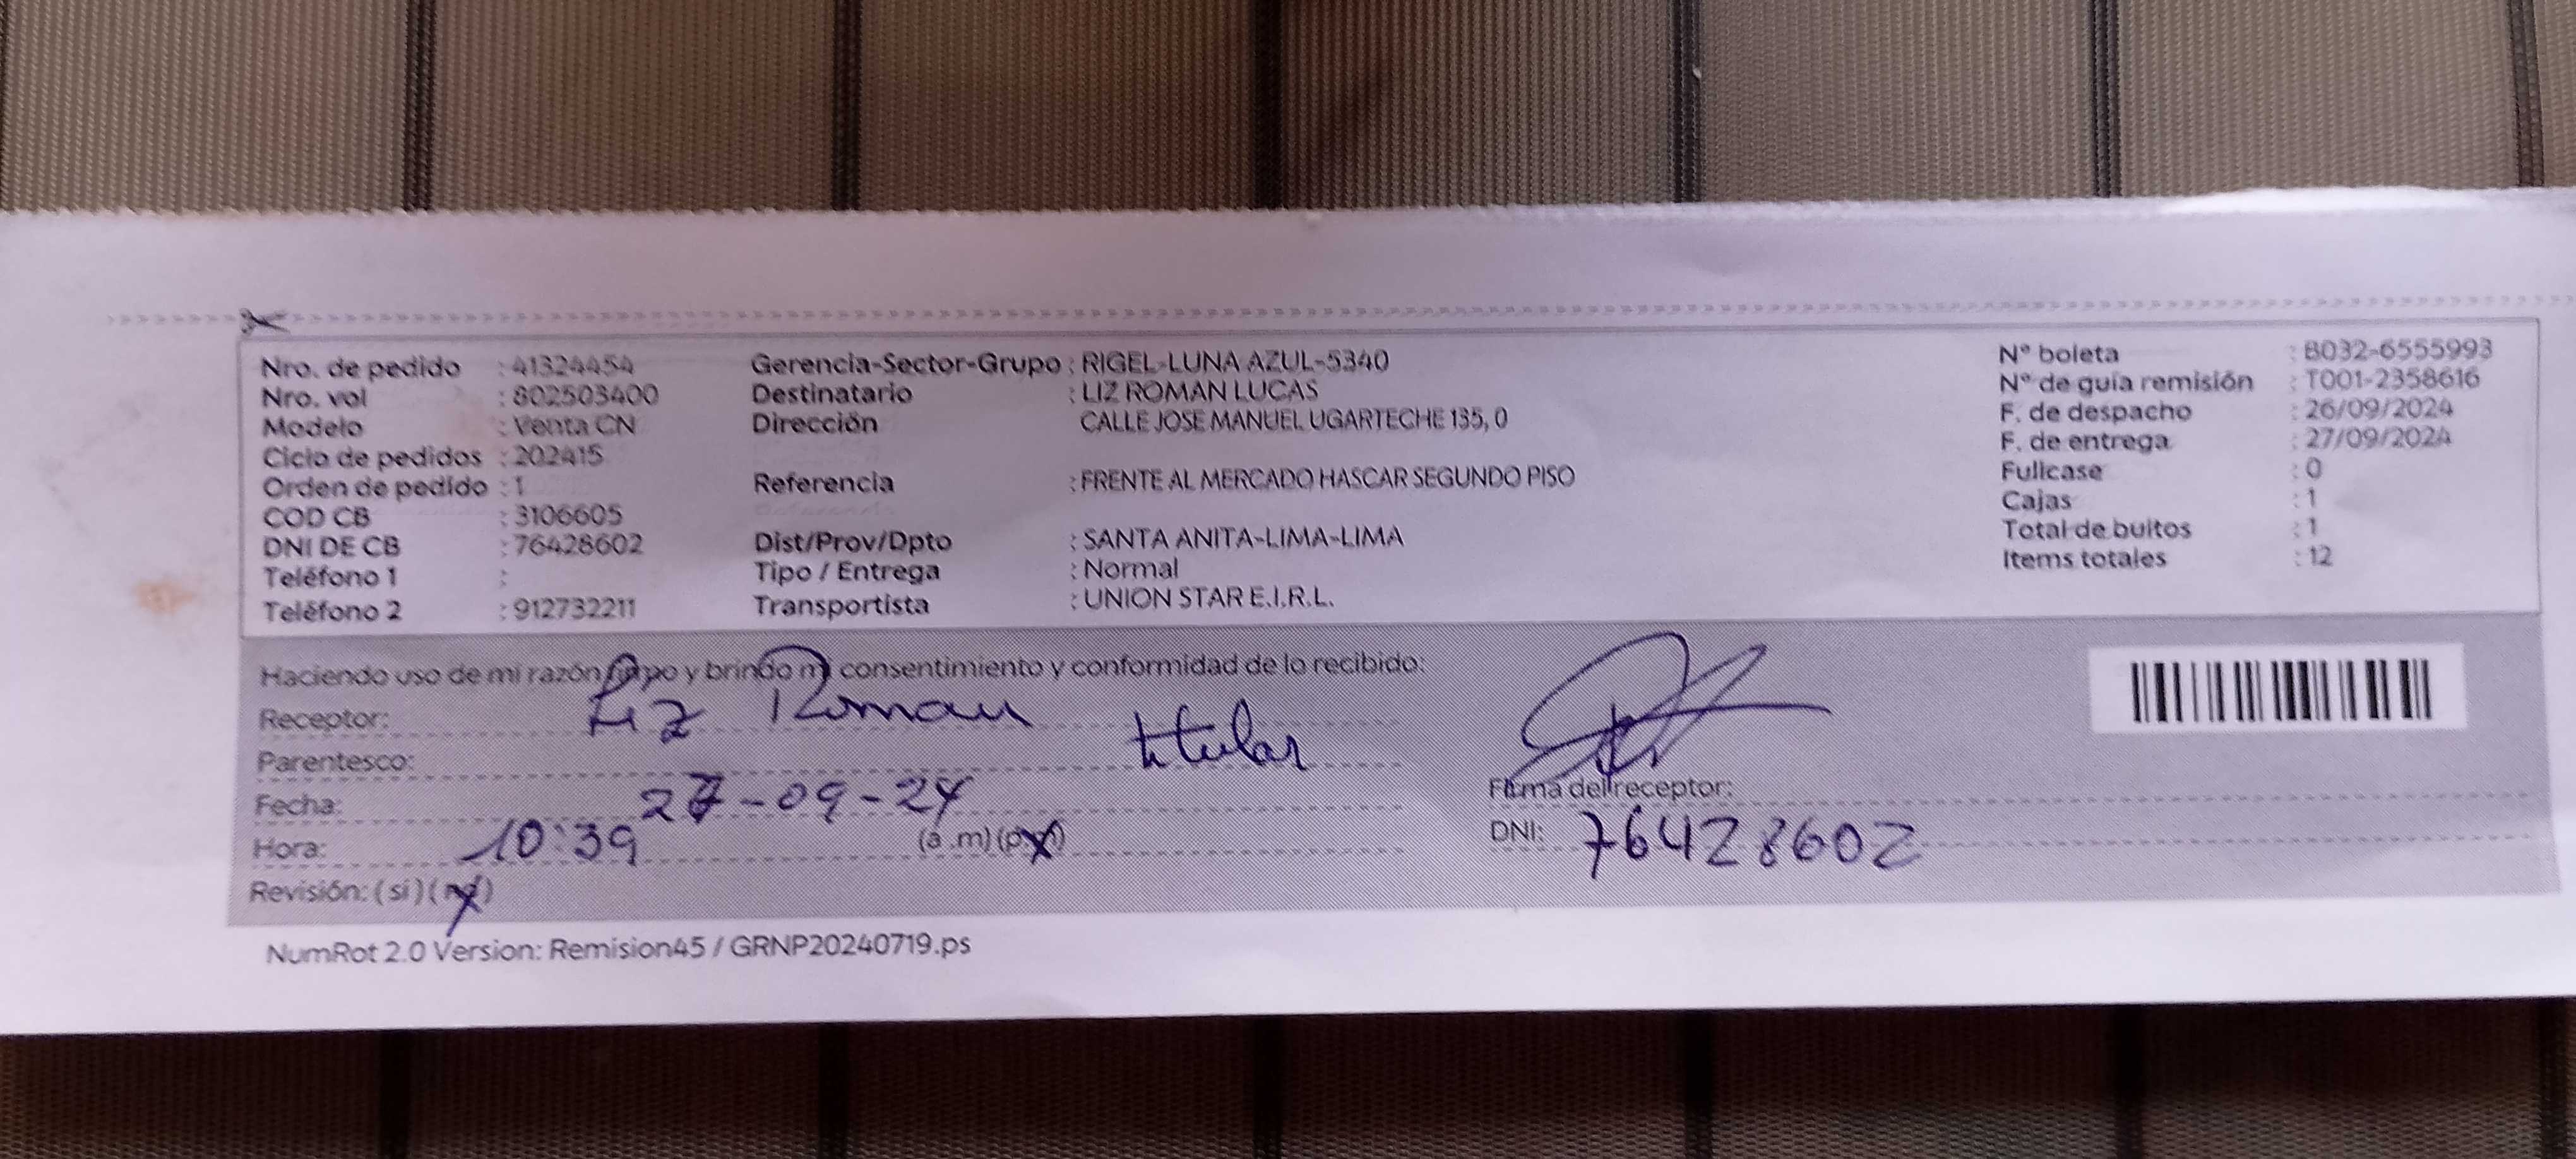 Nro. de pedido : 41324454
Nro. vol : 802503400
Modelo : Venta CN
Ciclo de pedidos : 202415
Orden de pedido : 1
COD CB : 3106605
DNI DE CB : 76428602
Teléfono 1 :
Teléfono 2 : 912732211
Gerencia-Sector-Grupo : RIGEL-LUNA AZUL-5340
Destinatario : LIZ ROMAN LUCAS
Dirección CALLE JOSE MANUEL UGARTECHE 135, 0
Referencia : FRENTE AL MERCADO HASCAR SEGUNDO PISO
Dist/Prov/Dpto : SANTA ANITA-LIMA-LIMA
Tipo / Entrega : Normal
Transportista : UNION STAR E.I.R.L.
N° boleta : B032-6555993
N° de guía remisión : T001-2358616
F. de despacho : 26/09/2024
F. de entrega : 27/09/2024
Fullcase : 0
Cajas : 1
Total de bultos : 1
Items totales : 12
Haciendo uso de mi razón firmo y brindo mi consentimiento y conformidad de lo recibido:
Receptor: Liz Roman
Parentesco: titular
Fecha: 27-09-24
Hora: 10:39 (a .m) (p.m)
Revisión: (si) (no)
Firma del receptor:
DNI: 76428602
NumRot 2.0 Version: Remision45 / GRNP20240719.ps